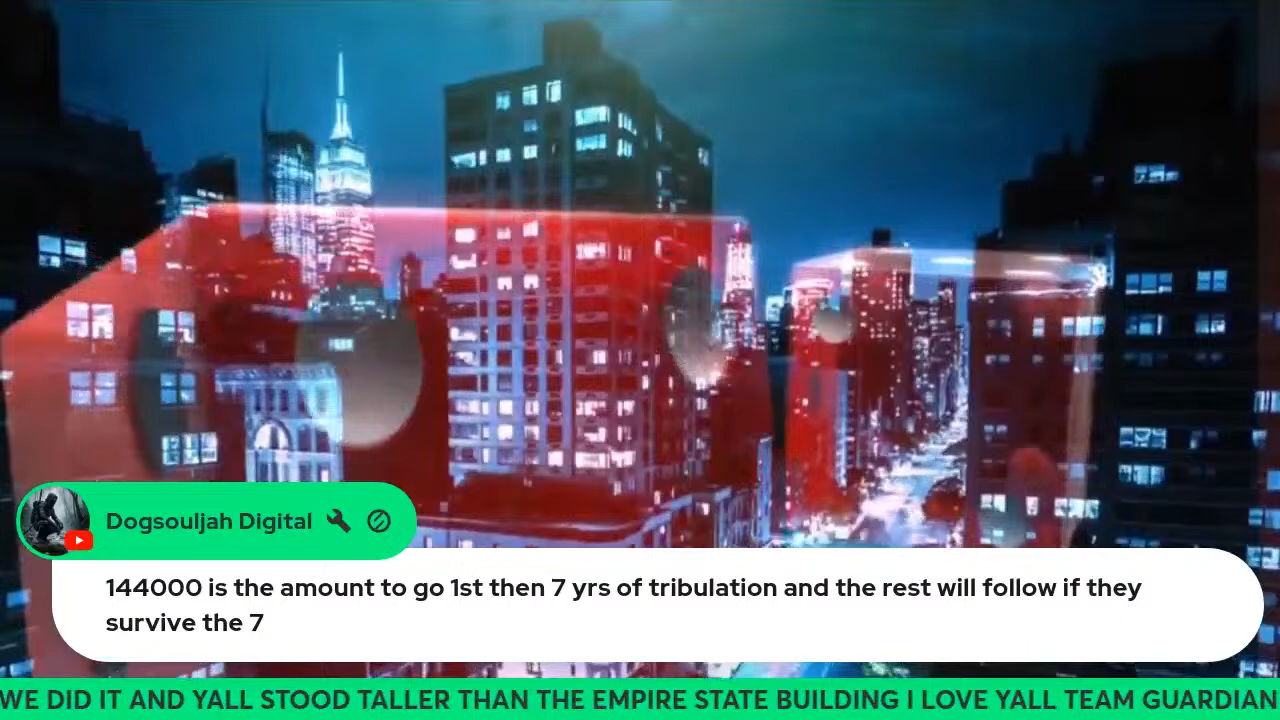 Dogsouljah Digital
144000 is the amount to go 1st then 7 yrs of tribulation and the rest will follow if they
survive the 7
WE DID IT AND YALL STOOD TALLER THAN THE EMPIRE STATE BUILDING I LOVE YALL TEAM GUARDIAN